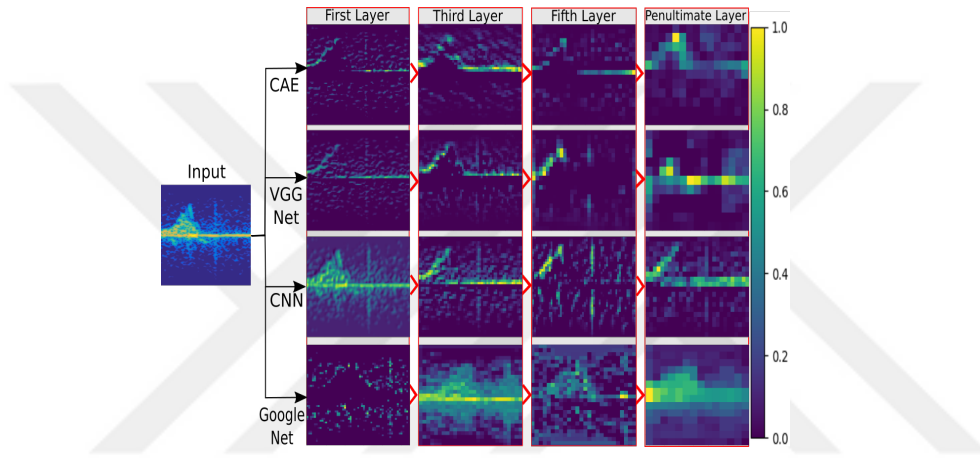 First Layer
Third Layer
Fifth Layer
Penultimate Layer
1.0
CAE
0.8
Input
VGG
Net
0.6
CNN
0.4
0.2
Google
Net
0.0